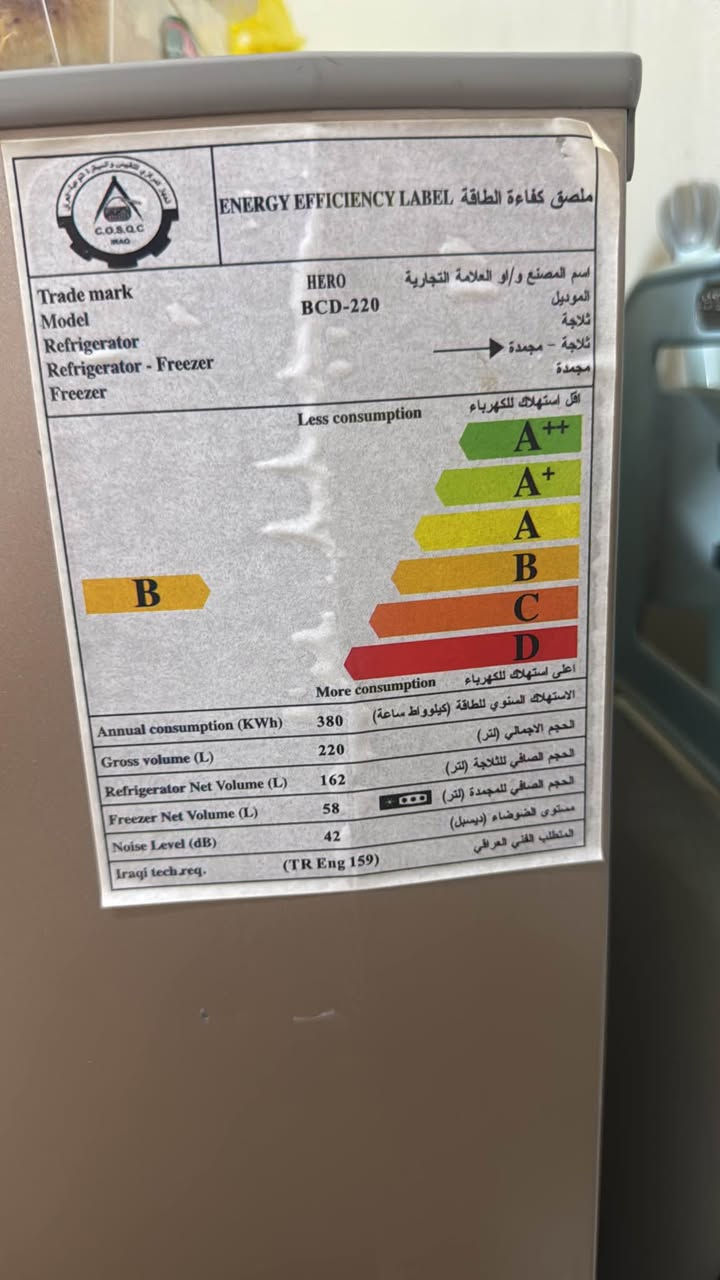 C.O.S.Q.C
IRAQ
ENERGY EFFICIENCY LABEL ملصق كفاءة الطاقة
Trade mark HERO اسم المصنع و/او العلامة التجارية
Model BCD-220 الموديل
Refrigerator ثلاجة
Refrigerator - Freezer ثلاجة - مجمدة
Freezer مجمدة
Less consumption اقل استهلاك للكهرباء
A++
A+
A
B
B
C
D
More consumption اعلى استهلاك للكهرباء
Annual consumption (KWh) 380 الاستهلاك السنوي للطاقة (كيلوواط ساعة)
Gross volume (L) 220 الحجم الاجمالي (لتر)
Refrigerator Net Volume (L) 162 الحجم الصافي للثلاجة (لتر)
Freezer Net Volume (L) 58 الحجم الصافي للمجمدة (لتر)
Noise Level (dB) 42 مستوى الضوضاء (ديسبل)
Iraqi tech.req. (TR Eng 159) المتطلب الفني العراقي